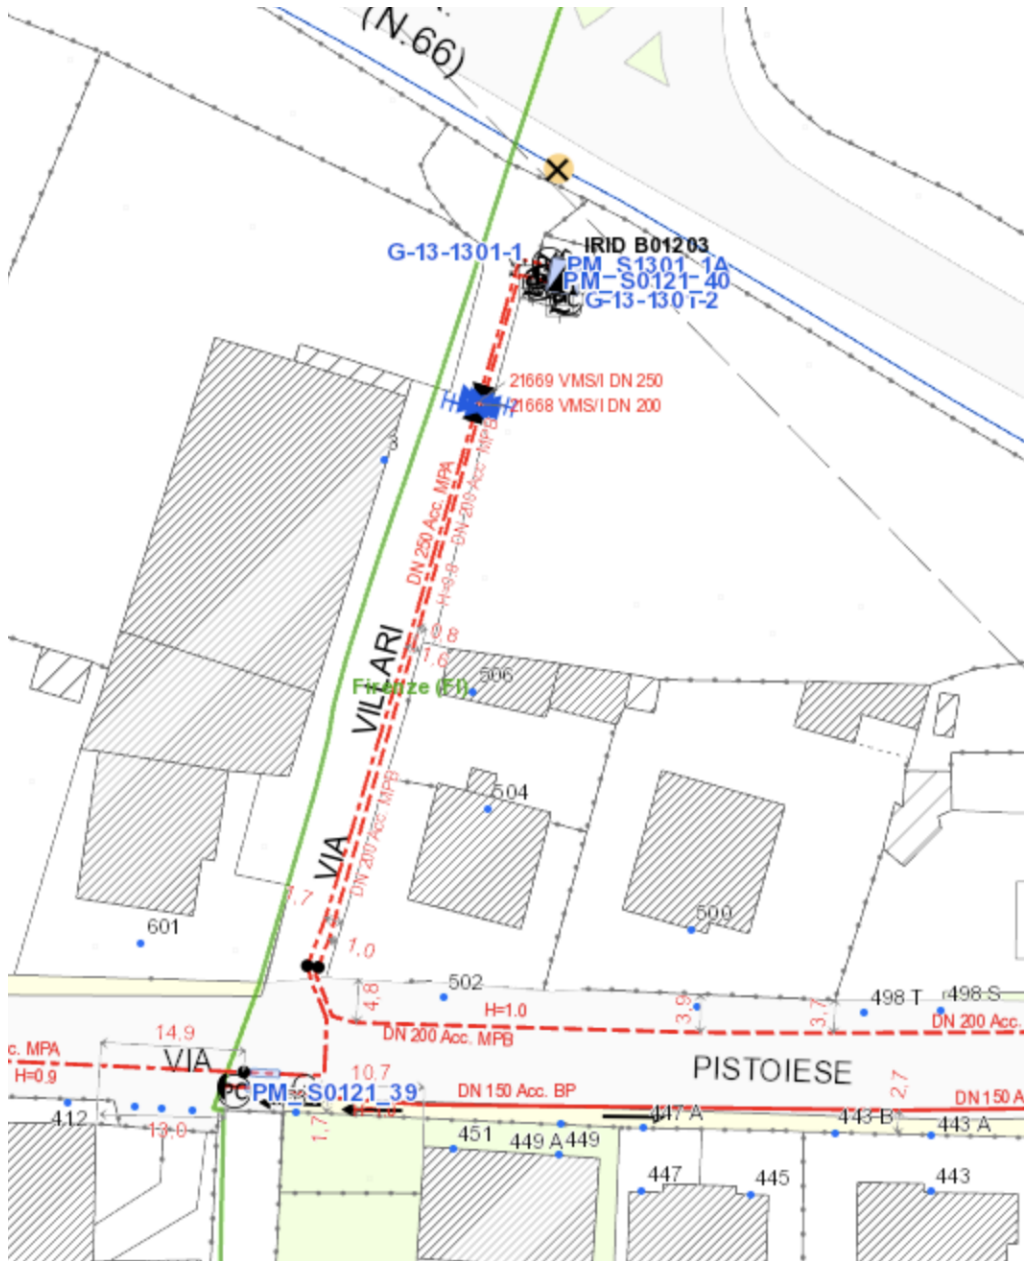 (N.66)
IRID B01203
G-13-1301-1
PM_S1301_1A
PM_S0121_40
G-13-1301-2
21669 VMS/I DN 250
21668 VMS/I DN 200
3
DN 250 Acc. MPA
DN 200 Acc. MPB
H=0.8
0.8
1,6
506
Firenze (FI)
VILLARI
504
DN 200 Acc. MPB
VIA
1,7
500
601
1,0
502
4,8
H=1.0
3,9
3,7
498 T
498 S
DN 200 Acc. MPB
DN 200 Acc.
14,9
c. MPA
VIA
H=0.9
10,7
PISTOIESE
PC
PM_S0121_39
DN 150 Acc. BP
2,7
DN 150 A
412
13,0
1,7
447 A
443 B
443 A
451
449 A
449
447
445
443